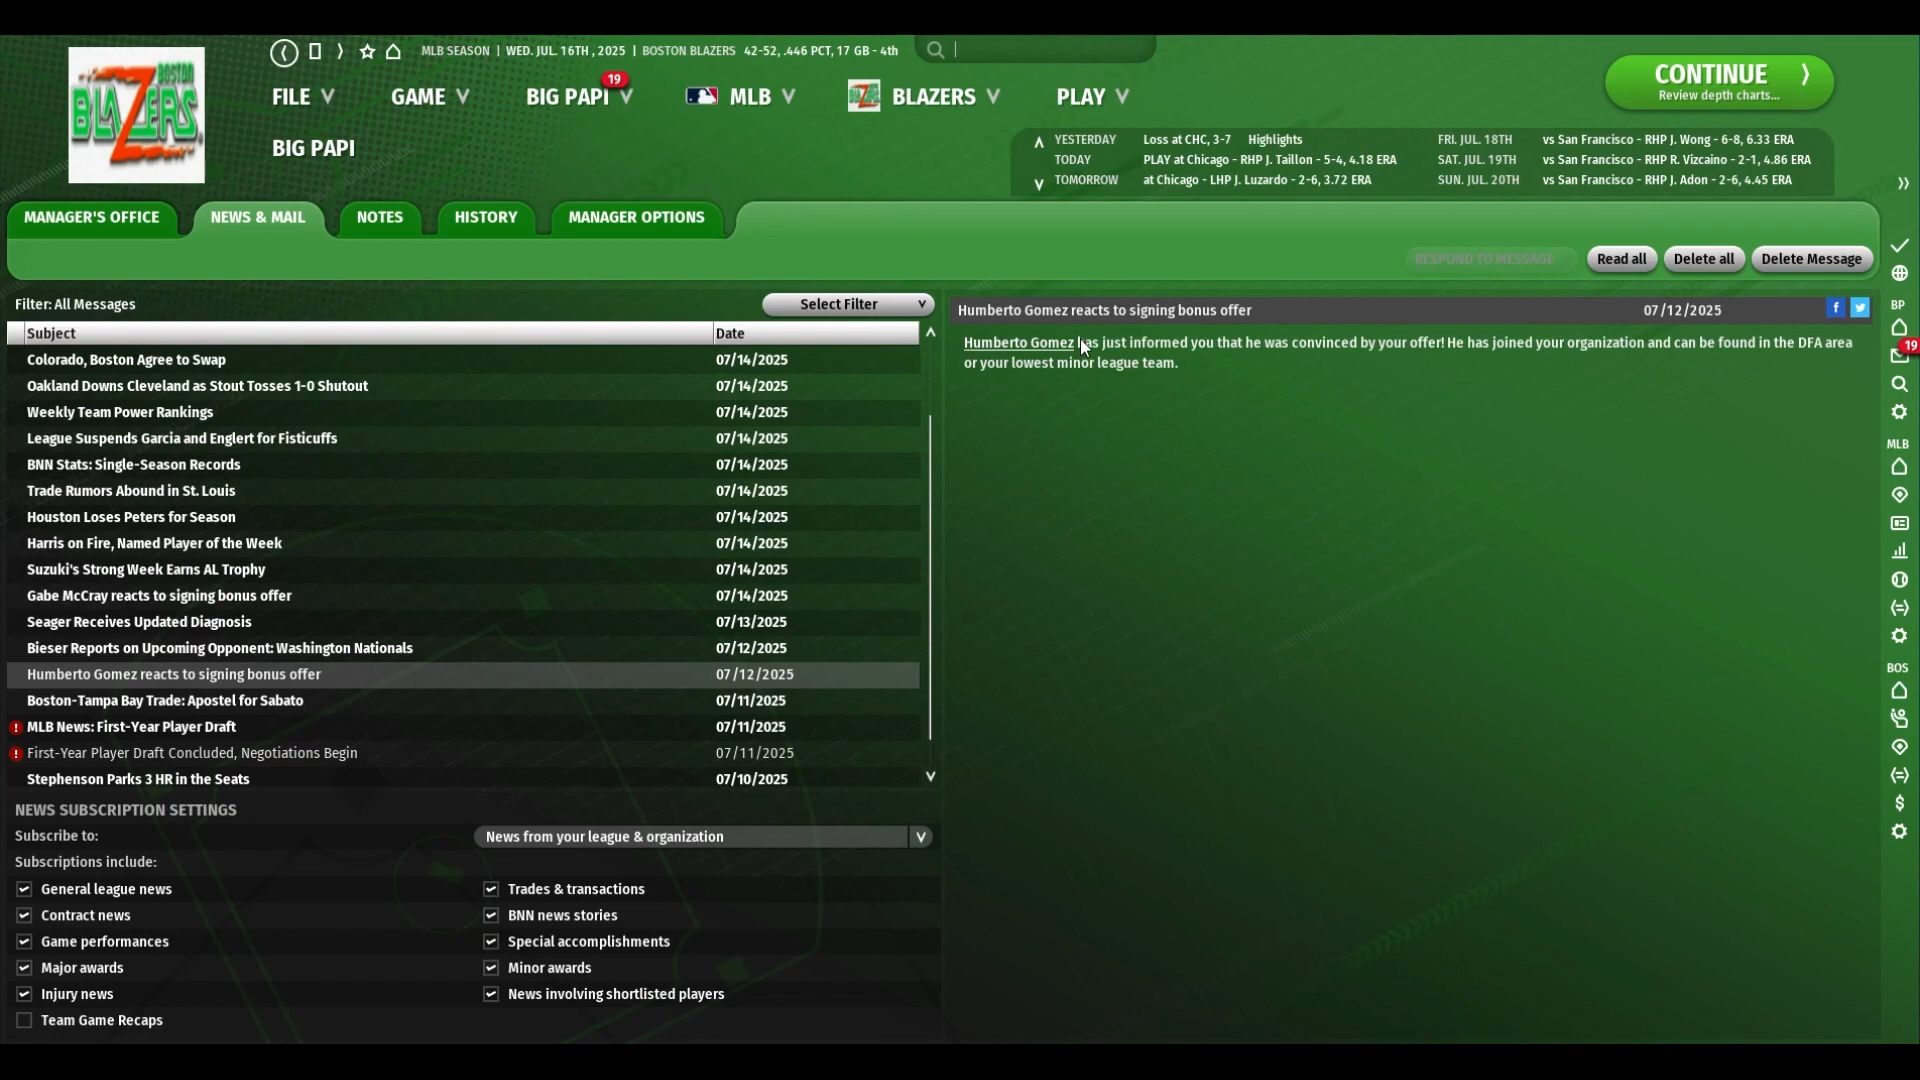 BOSTON
BLAZERS
MLB SEASON | WED. JUL. 16TH , 2025 | BOSTON BLAZERS 42-52, .446 PCT, 17 GB - 4th
FILE
GAME
BIG PAPI
19
MLB
BLAZERS
PLAY
CONTINUE
Review depth charts...
BIG PAPI
YESTERDAY Loss at CHC, 3-7 Highlights FRI. JUL. 18TH vs San Francisco - RHP J. Wong - 6-8, 6.33 ERA
TODAY PLAY at Chicago - RHP J. Taillon - 5-4, 4.18 ERA SAT. JUL. 19TH vs San Francisco - RHP R. Vizcaino - 2-1, 4.86 ERA
TOMORROW at Chicago - LHP J. Luzardo - 2-6, 3.72 ERA SUN. JUL. 20TH vs San Francisco - RHP J. Adon - 2-6, 4.45 ERA
MANAGER'S OFFICE NEWS & MAIL NOTES HISTORY MANAGER OPTIONS
RESPOND TO MESSAGE Read all Delete all Delete Message
Filter: All Messages Select Filter
Subject Date
Colorado, Boston Agree to Swap 07/14/2025
Oakland Downs Cleveland as Stout Tosses 1-0 Shutout 07/14/2025
Weekly Team Power Rankings 07/14/2025
League Suspends Garcia and Englert for Fisticuffs 07/14/2025
BNN Stats: Single-Season Records 07/14/2025
Trade Rumors Abound in St. Louis 07/14/2025
Houston Loses Peters for Season 07/14/2025
Harris on Fire, Named Player of the Week 07/14/2025
Suzuki's Strong Week Earns AL Trophy 07/14/2025
Gabe McCray reacts to signing bonus offer 07/14/2025
Seager Receives Updated Diagnosis 07/13/2025
Bieser Reports on Upcoming Opponent: Washington Nationals 07/12/2025
Humberto Gomez reacts to signing bonus offer 07/12/2025
Boston-Tampa Bay Trade: Apostel for Sabato 07/11/2025
MLB News: First-Year Player Draft 07/11/2025
First-Year Player Draft Concluded, Negotiations Begin 07/11/2025
Stephenson Parks 3 HR in the Seats 07/10/2025
NEWS SUBSCRIPTION SETTINGS
Subscribe to: News from your league & organization
Subscriptions include:
General league news Trades & transactions
Contract news BNN news stories
Game performances Special accomplishments
Major awards Minor awards
Injury news News involving shortlisted players
Team Game Recaps
Humberto Gomez reacts to signing bonus offer 07/12/2025
Humberto Gomez has just informed you that he was convinced by your offer! He has joined your organization and can be found in the DFA area
or your lowest minor league team.
BP
19
MLB
BOS